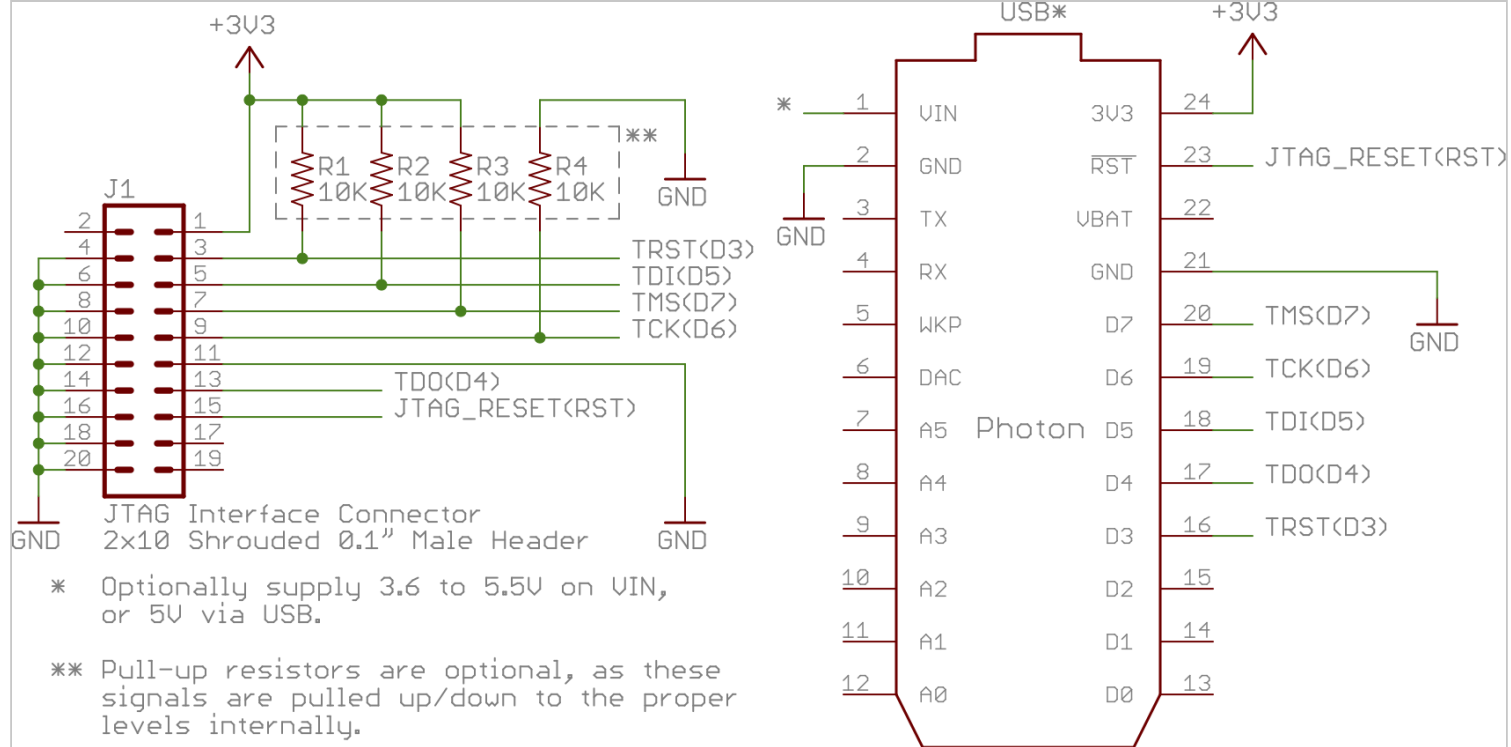 +3V3
R1
10K
R2
10K
R3
10K
R4
10K
**
GND
J1
2 1
4 3 TRST(D3)
6 5 TDI(D5)
8 7 TMS(D7)
10 9 TCK(D6)
12 11
14 13 TDO(D4)
16 15 JTAG_RESET(RST)
18 17
20 19
GND
JTAG Interface Connector
2x10 Shrouded 0.1" Male Header
GND
* Optionally supply 3.6 to 5.5V on VIN,
or 5V via USB.
** Pull-up resistors are optional, as these
signals are pulled up/down to the proper
levels internally.
USB*
+3V3
* 1 VIN 3V3 24
2 GND RST 23 JTAG_RESET(RST)
GND
3 TX VBAT 22
4 RX GND 21
GND
5 WKP D7 20 TMS(D7)
6 DAC D6 19 TCK(D6)
7 A5 Photon D5 18 TDI(D5)
8 A4 D4 17 TDO(D4)
9 A3 D3 16 TRST(D3)
10 A2 D2 15
11 A1 D1 14
12 A0 D0 13